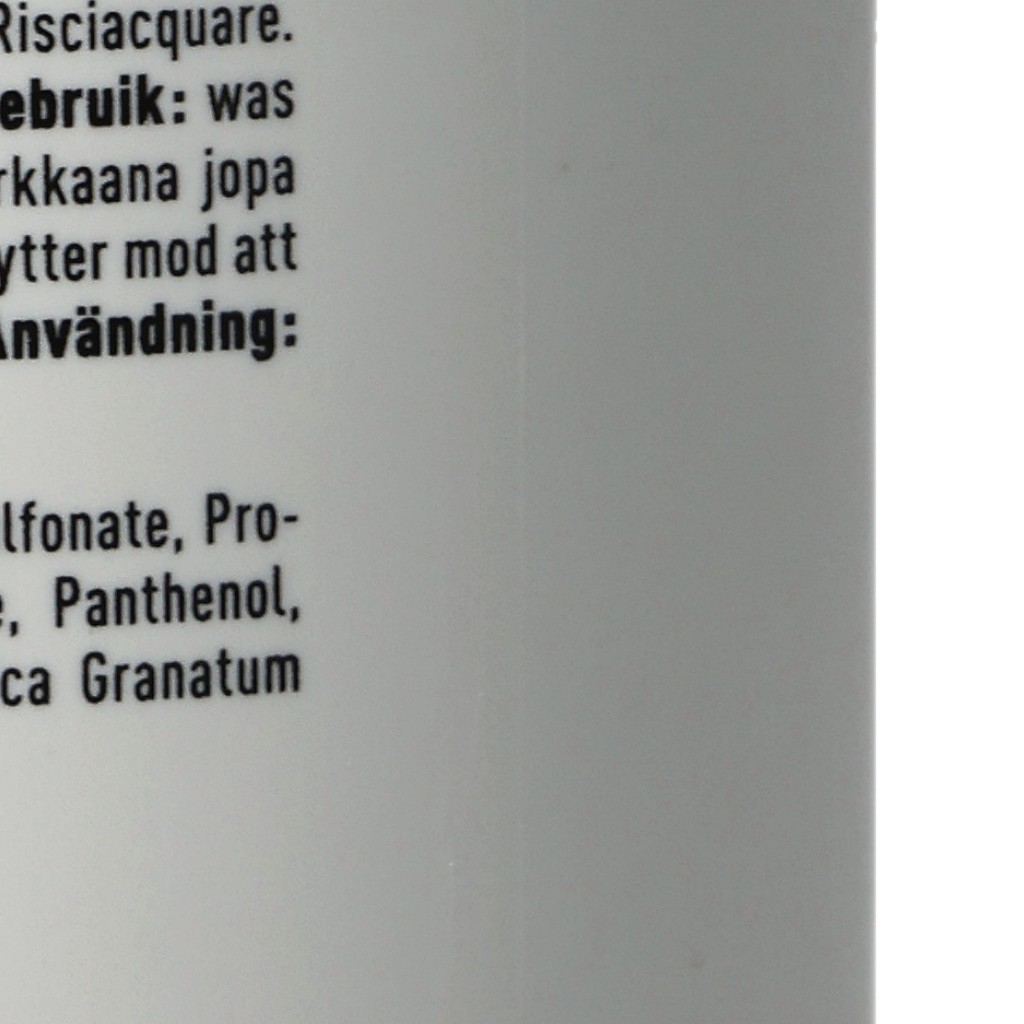 Risciacquare.
ebruik: was
rkkaana jopa
ytter mod att
Användning:
lfonate, Pro-
e, Panthenol,
ca Granatum